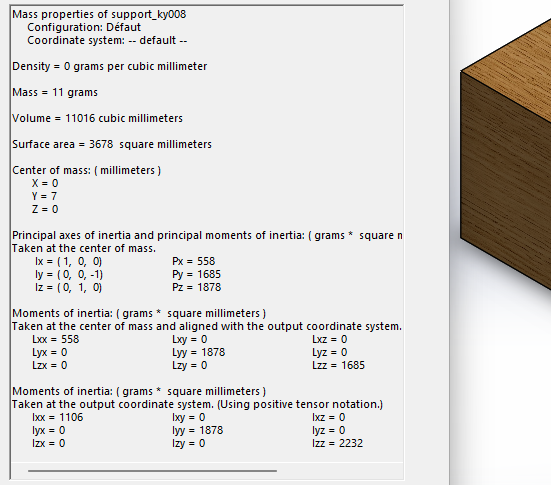 Mass properties of support_ky008
Configuration: Défaut
Coordinate system: -- default --
Density = 0 grams per cubic millimeter
Mass = 11 grams
Volume = 11016 cubic millimeters
Surface area = 3678 square millimeters
Center of mass: ( millimeters )
X = 0
Y = 7
Z = 0
Principal axes of inertia and principal moments of inertia: ( grams * square
Taken at the center of mass.
Ix = ( 1, 0, 0) Px = 558
Iy = ( 0, 0, -1) Py = 1685
Iz = ( 0, 1, 0) Pz = 1878
Moments of inertia: ( grams * square millimeters )
Taken at the center of mass and aligned with the output coordinate system.
Lxx = 558 Lxy = 0 Lxz = 0
Lyx = 0 Lyy = 1878 Lyz = 0
Lzx = 0 Lzy = 0 Lzz = 1685
Moments of inertia: ( grams * square millimeters )
Taken at the output coordinate system. (Using positive tensor notation.)
Ixx = 1106 Ixy = 0 Ixz = 0
Iyx = 0 Iyy = 1878 Iyz = 0
Izx = 0 Izy = 0 Izz = 2232